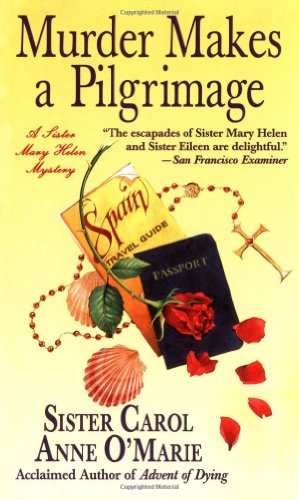 Murder Makes
a Pilgrimage
A Sister
Mary Helen
Mystery
“The escapades of Sister Mary Helen
and Sister Eileen are delightful.”
—San Francisco Examiner
Spain
TRAVEL GUIDE
PASSPORT
SISTER CAROL
ANNE O’MARIE
Acclaimed Author of Advent of Dying